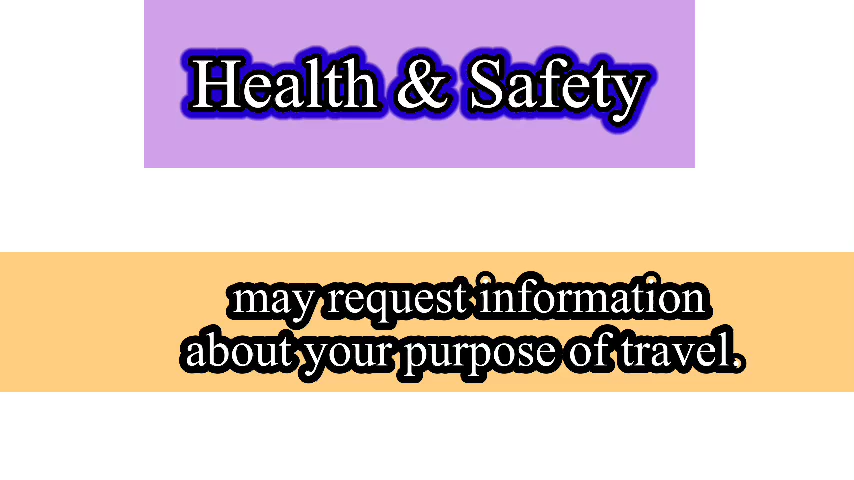 Health & Safety
may request information
about your purpose of travel.